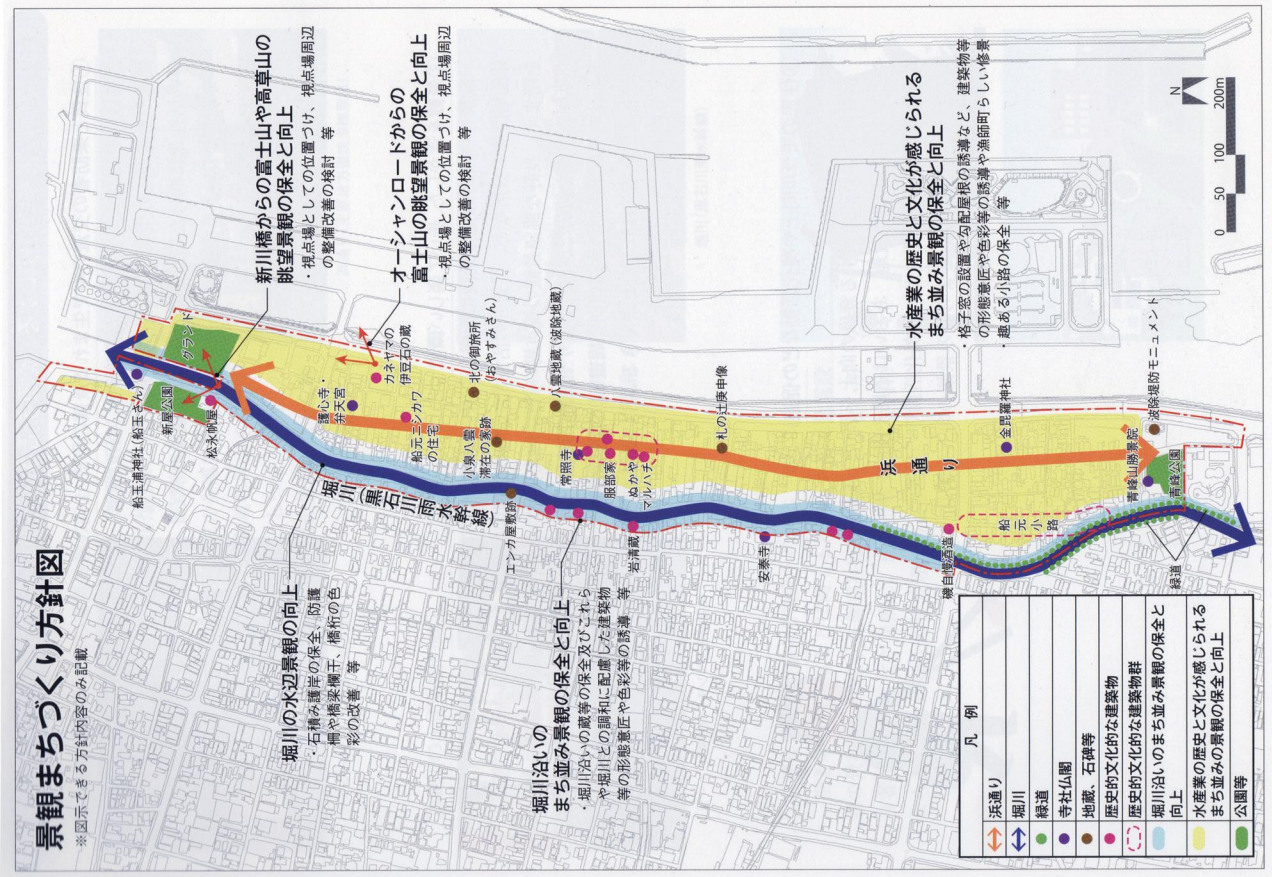 景観まちづくり方針図
※図示できる方針内容のみ記載
新川橋からの富士山や高草山の
眺望景観の保全と向上
・視点場としての位置づけ、視点場周辺
の整備改善の検討　等
オーシャンロードからの
富士山の眺望景観の保全と向上
・視点場としての位置づけ、視点場周辺
の整備改善の検討　等
水産業の歴史と文化が感じられる
まち並み景観の保全と向上
・格子窓の設置や勾配屋根の誘導など、建築物等
の形態意匠や色彩等の誘導や漁師町らしい修景
・趣ある小路の保全　等
堀川の水辺景観の向上
・石積み護岸の保全、防護
柵や橋梁欄干、橋桁の色
彩の改善　等
堀川沿いの
まち並み景観の保全と向上
・堀川沿いの蔵等の保全及びこれら
や堀川との調和に配慮した建築物
等の形態意匠や色彩等の誘導　等
船玉浦神社(船玉さん)
新屋公園
グランド
松永帆屋
護心寺・
弁天宮
カネヤマの
伊豆石の蔵
船元ニシカワ
の住宅
北の御旅所
(おやすみさん)
小泉八雲
滞在の家跡
八雲地蔵(波除地蔵)
堀川(黒石川雨水幹線)
エンカ屋敷跡
常照寺
服部家
ぬかや
マルハチ
岩清蔵
札の辻庚申像
安泰寺
浜通り
金毘羅神社
磯自慢酒造
船元小路
青峰山勝景院
青峰公園
波除堤防モニュメント
緑道
N
0
50
100
200m
凡　例
浜通り
堀川
緑道
寺社仏閣
地蔵、石碑等
歴史的文化的な建築物
歴史的文化的な建築物群
堀川沿いのまち並み景観の保全と
向上
水産業の歴史と文化が感じられる
まち並みの景観の保全と向上
公園等